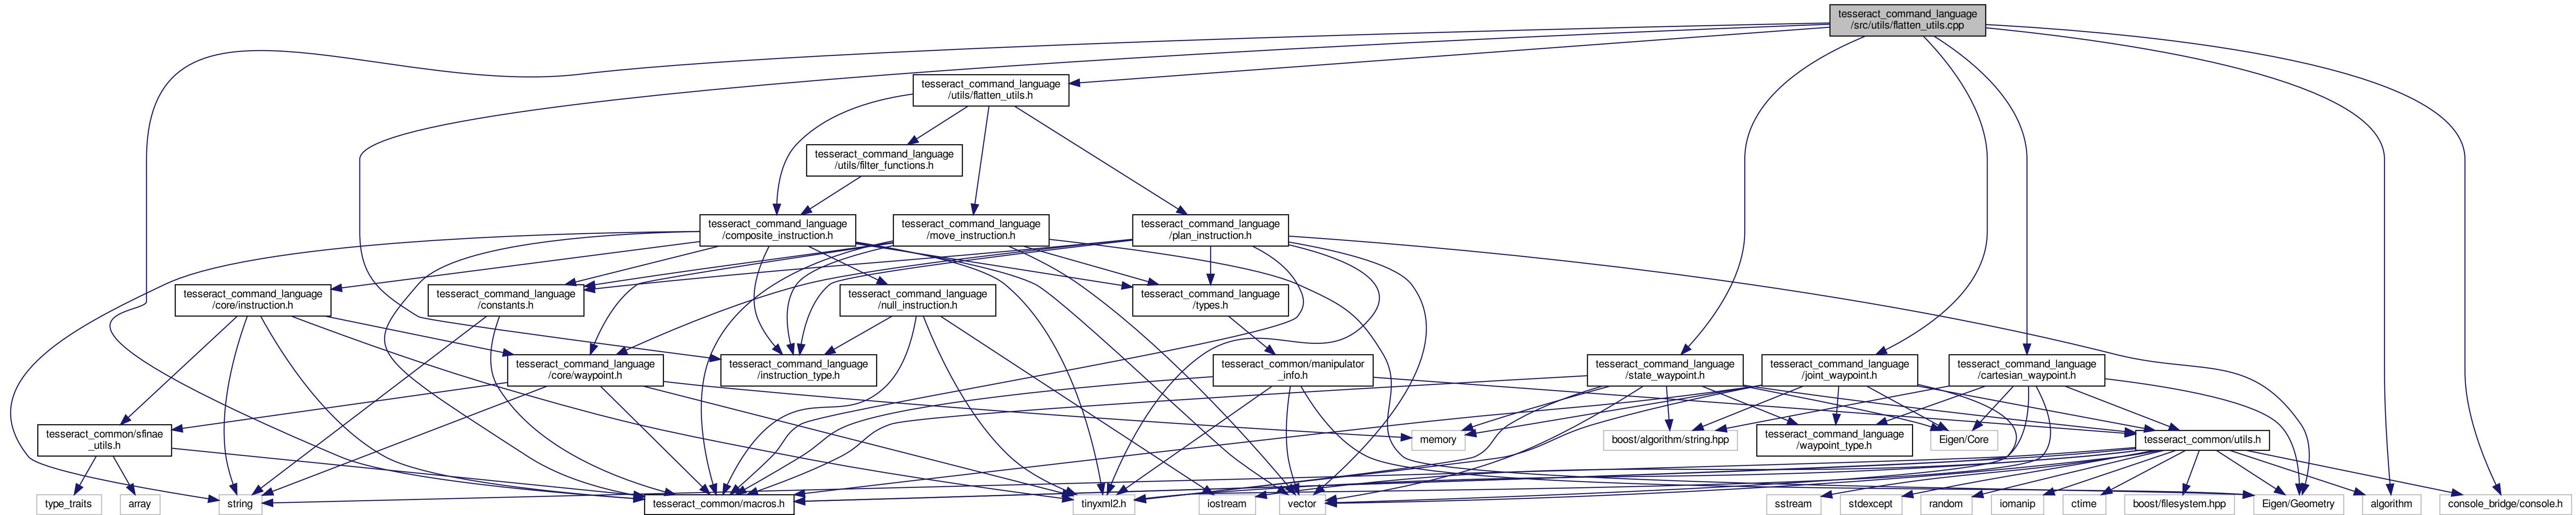 tesseract_command_language
/src/utils/flatten_utils.cpp
tesseract_command_language
/utils/flatten_utils.h
tesseract_command_language
/utils/filter_functions.h
tesseract_command_language
/composite_instruction.h
tesseract_command_language
/move_instruction.h
tesseract_command_language
/plan_instruction.h
tesseract_command_language
/core/instruction.h
tesseract_command_language
/constants.h
tesseract_command_language
/null_instruction.h
tesseract_command_language
/types.h
tesseract_command_language
/core/waypoint.h
tesseract_command_language
/instruction_type.h
tesseract_common/manipulator
_info.h
tesseract_command_language
/state_waypoint.h
tesseract_command_language
/joint_waypoint.h
tesseract_command_language
/cartesian_waypoint.h
tesseract_common/sfinae
_utils.h
memory
boost/algorithm/string.hpp
tesseract_command_language
/waypoint_type.h
Eigen/Core
tesseract_common/utils.h
type_traits
array
string
tesseract_common/macros.h
tinyxml2.h
iostream
vector
sstream
stdexcept
random
iomanip
ctime
boost/filesystem.hpp
Eigen/Geometry
algorithm
console_bridge/console.h